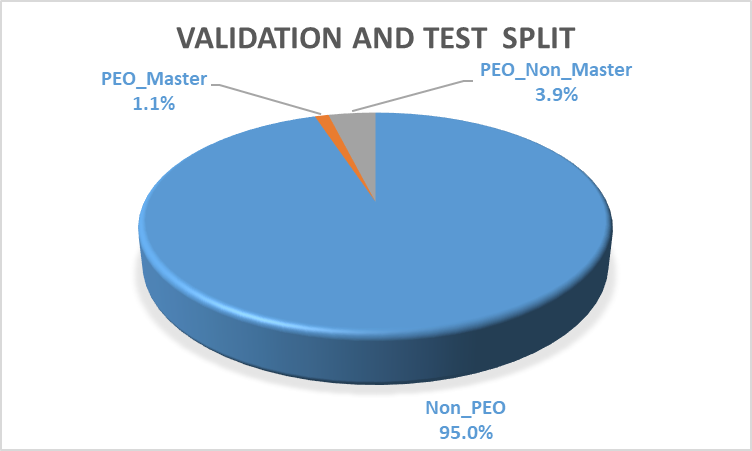 VALIDATION AND TEST SPLIT
PEO_Master
1.1%
PEO_Non_Master
3.9%
Non_PEO
95.0%